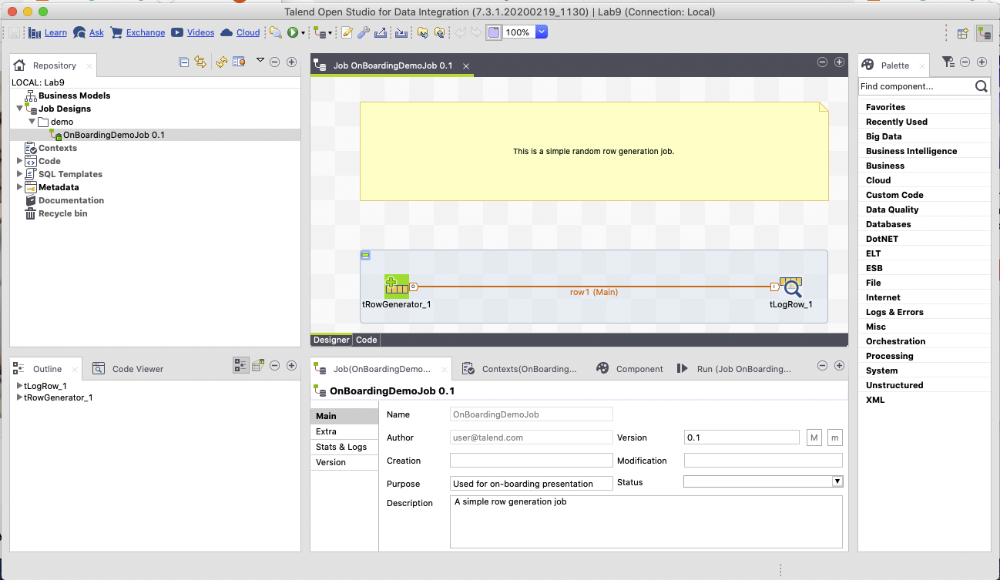 Talend Open Studio for Data Integration (7.3.1.20200219_1130) | Lab9 (Connection: Local)
Learn Ask Exchange Videos Cloud 100%
Repository
LOCAL: Lab9
Business Models
Job Designs
demo
OnBoardingDemoJob 0.1
Contexts
Code
SQL Templates
Metadata
Documentation
Recycle bin
Job OnBoardingDemoJob 0.1
This is a simple random row generation job.
row1 (Main)
tRowGenerator_1
tLogRow_1
Designer Code
Palette
Find component...
Favorites
Recently Used
Big Data
Business Intelligence
Business
Cloud
Custom Code
Data Quality
Databases
DotNET
ELT
ESB
File
Internet
Logs & Errors
Misc
Orchestration
Processing
System
Unstructured
XML
Outline Code Viewer
tLogRow_1
tRowGenerator_1
Job(OnBoardingDemo... Contexts(OnBoarding... Component Run (Job OnBoarding...
OnBoardingDemoJob 0.1
Main
Extra
Stats & Logs
Version
Name OnBoardingDemoJob
Author user@talend.com Version 0.1 M m
Creation Modification
Purpose Used for on-boarding presentation Status
Description A simple row generation job